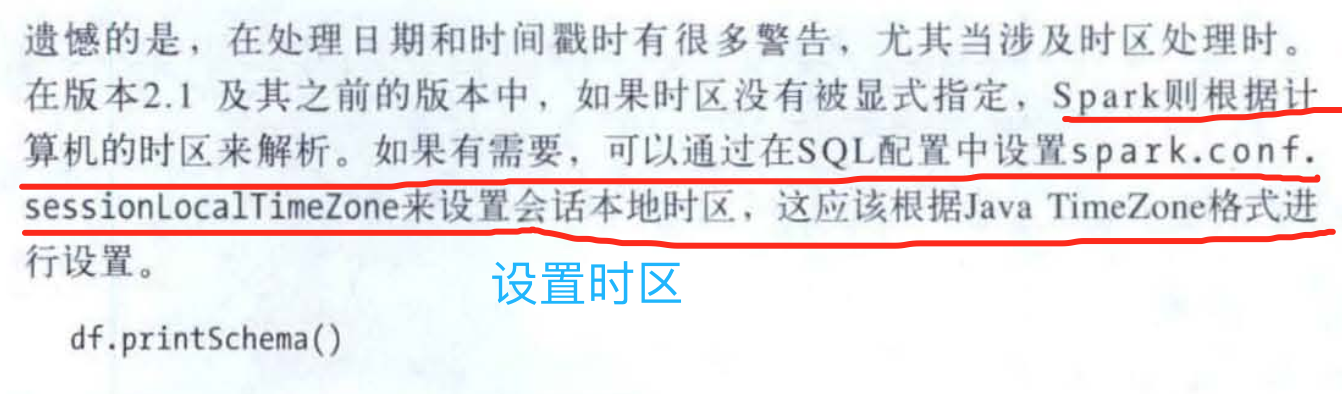 遗憾的是，在处理日期和时间戳时有很多警告，尤其当涉及时区处理时。
在版本2.1 及其之前的版本中，如果时区没有被显式指定，Spark则根据计
算机的时区来解析。如果有需要，可以通过在SQL配置中设置spark.conf.
sessionLocalTimeZone来设置会话本地时区，这应该根据Java TimeZone格式进
行设置。
设置时区
df.printSchema()